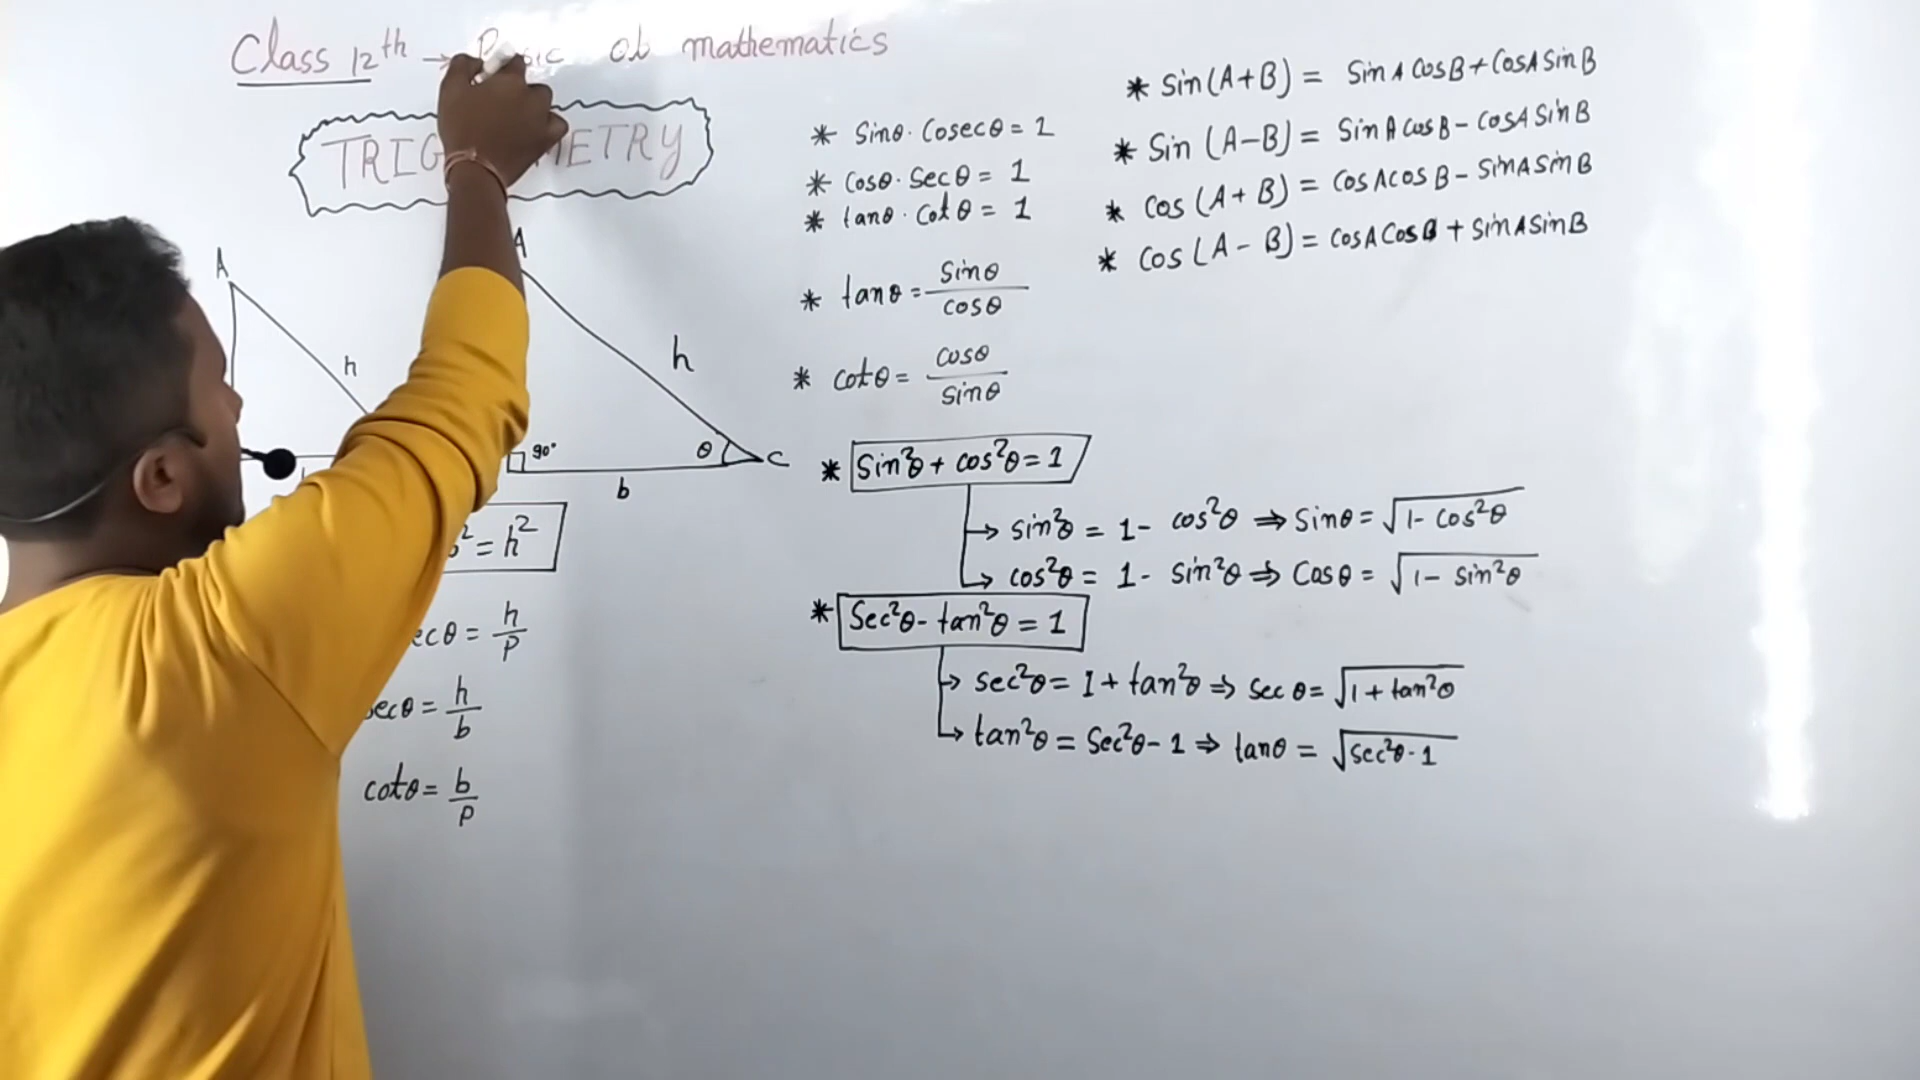 Class 12th → Basic of mathematics
TRIG METRY
A
h
A
h
90°
θ
C
b
² = h²
ecθ = h/p
secθ = h/b
cotθ = b/p
* Sinθ · Cosecθ = 1
* Cosθ · Secθ = 1
* tanθ · Cotθ = 1
* tanθ = Sinθ/cosθ
* Cotθ = Cosθ/Sinθ
* Sin²θ + cos²θ = 1
→ sin²θ = 1 - cos²θ ⇒ Sinθ = √(1 - Cos²θ)
→ cos²θ = 1 - Sin²θ ⇒ Cosθ = √(1 - Sin²θ)
* Sec²θ - tan²θ = 1
→ sec²θ = 1 + tan²θ ⇒ sec θ = √(1 + tan²θ)
→ tan²θ = Sec²θ - 1 ⇒ tanθ = √(sec²θ - 1)
* Sin(A+B) = SinA CosB + CosA SinB
* Sin (A-B) = SinA CosB - CosA SinB
* Cos (A+B) = CosA cosB - SinA SinB
* Cos (A-B) = CosA CosB + SinA SinB